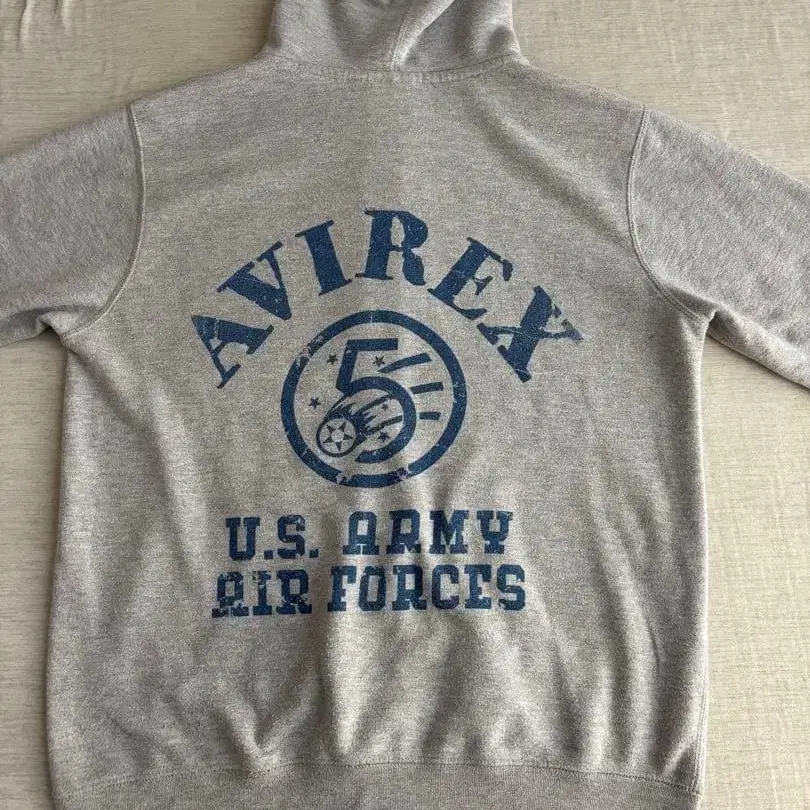 AVIREX
5
U.S. ARMY
AIR FORCES